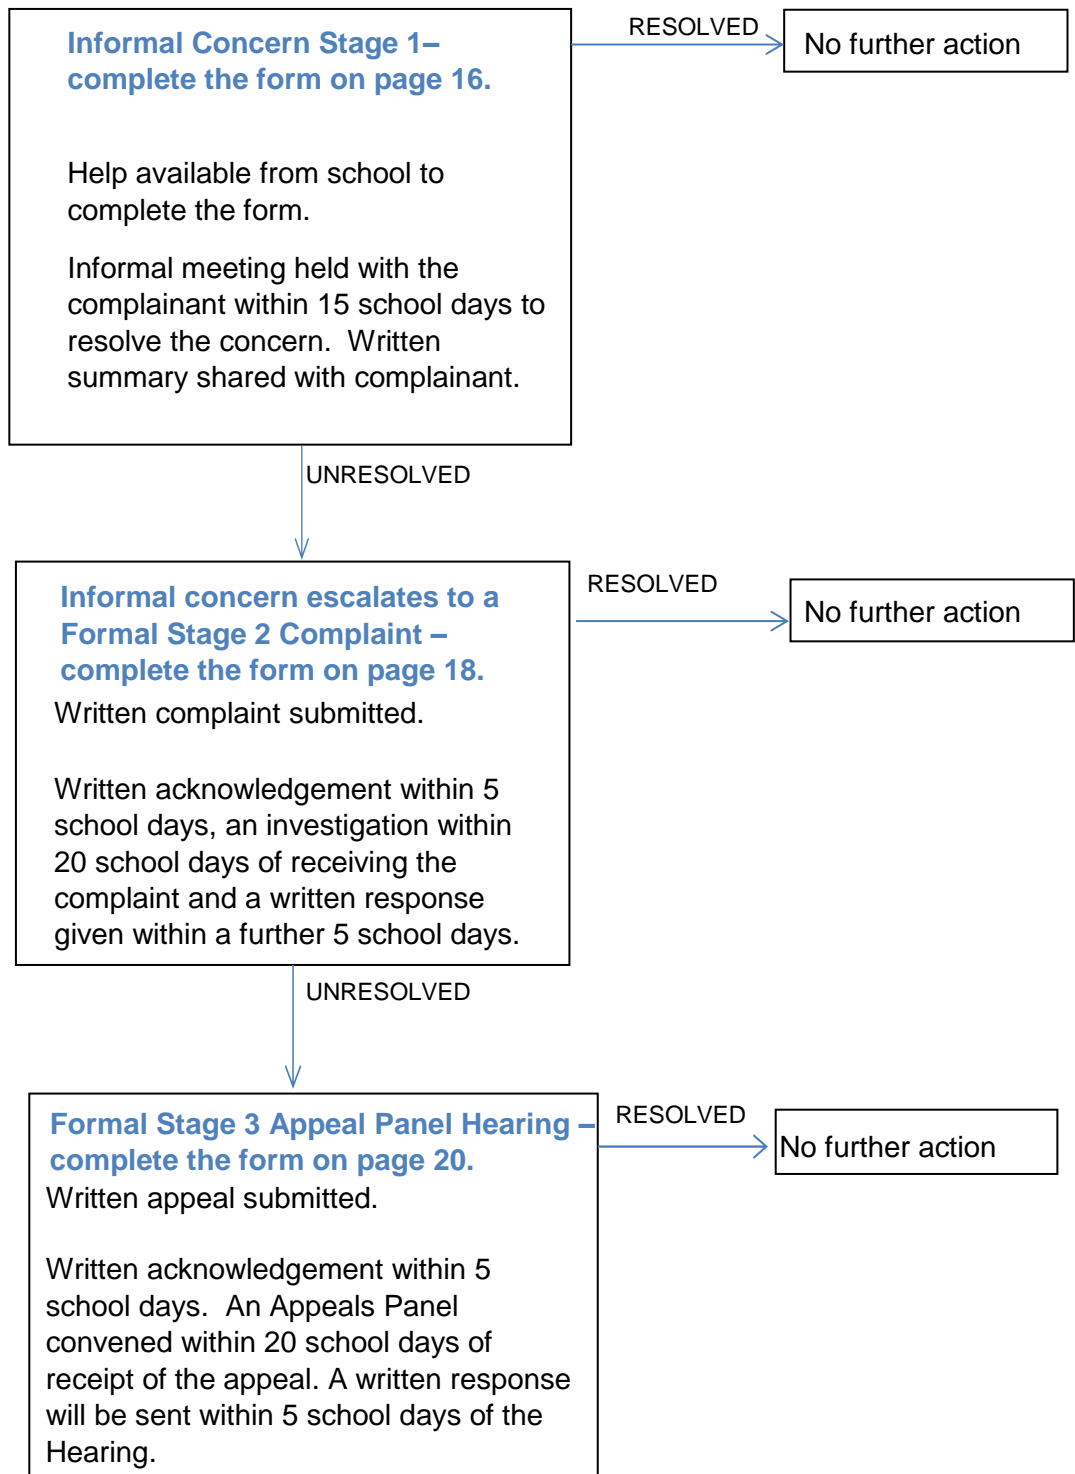 Informal Concern Stage 1–
complete the form on page 16.
Help available from school to
complete the form.
Informal meeting held with the
complainant within 15 school days to
resolve the concern.  Written
summary shared with complainant.
RESOLVED
No further action
UNRESOLVED
Informal concern escalates to a
Formal Stage 2 Complaint –
complete the form on page 18.
Written complaint submitted.
Written acknowledgement within 5
school days, an investigation within
20 school days of receiving the
complaint and a written response
given within a further 5 school days.
RESOLVED
No further action
UNRESOLVED
Formal Stage 3 Appeal Panel Hearing –
complete the form on page 20.
Written appeal submitted.
Written acknowledgement within 5
school days.  An Appeals Panel
convened within 20 school days of
receipt of the appeal. A written response
will be sent within 5 school days of the
Hearing.
RESOLVED
No further action